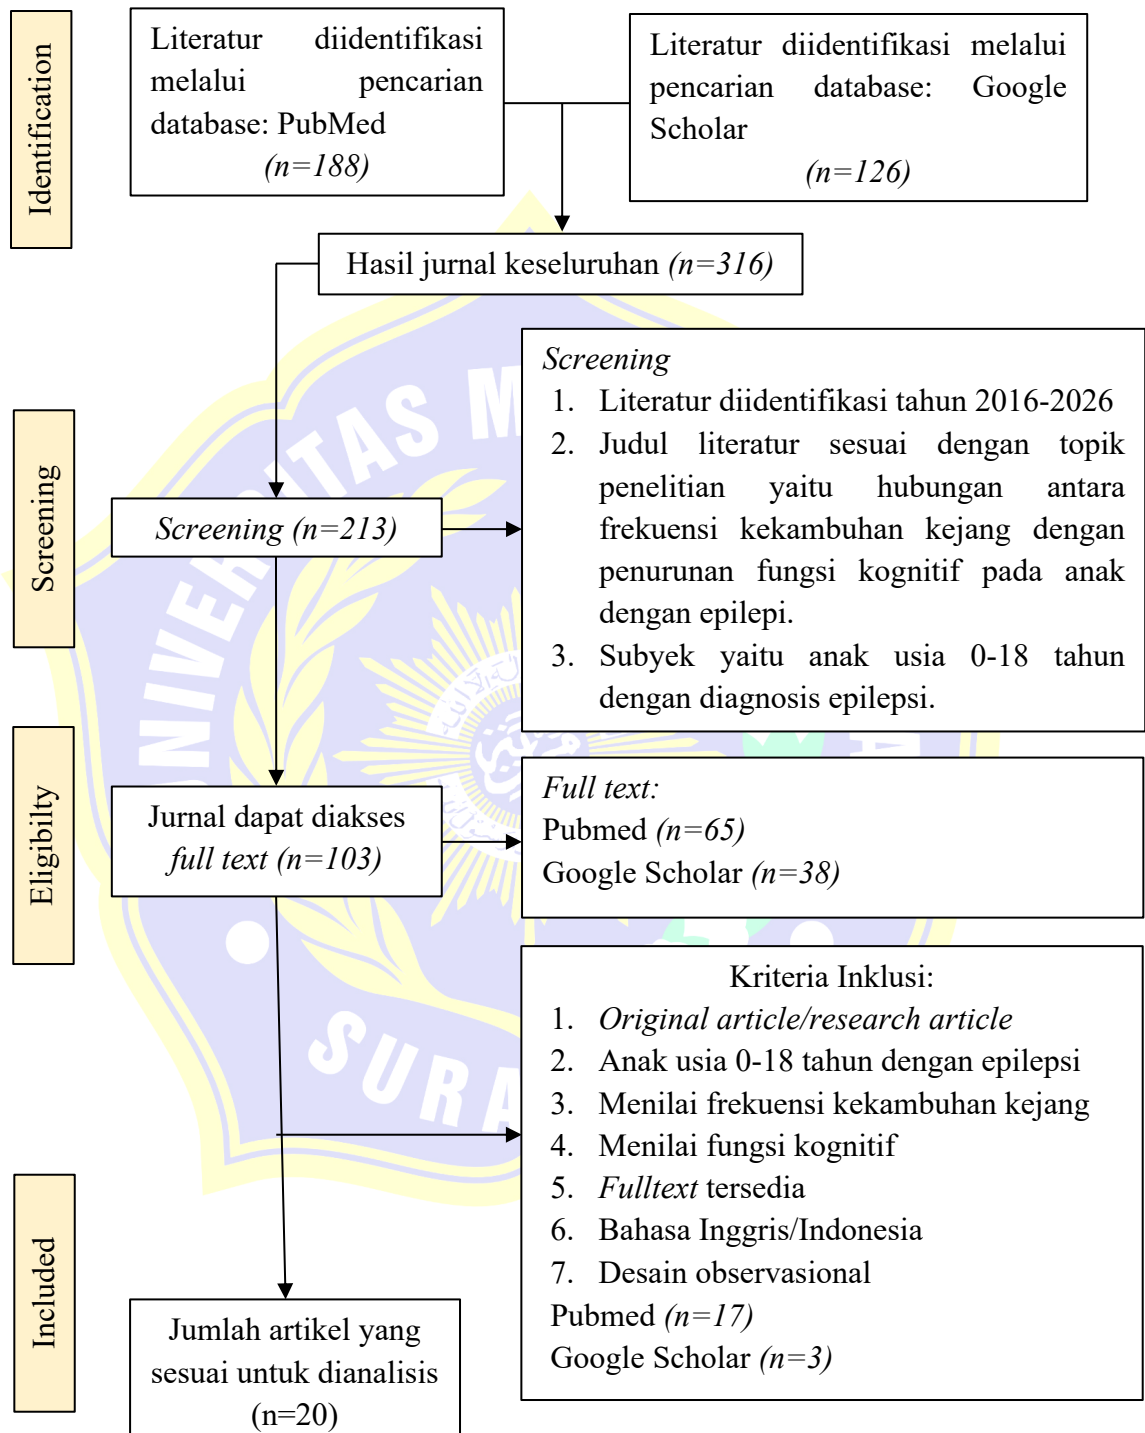 Identification
Literatur diidentifikasi
melalui pencarian
database: PubMed
(n=188)
Literatur diidentifikasi melalui
pencarian database: Google
Scholar
(n=126)
Hasil jurnal keseluruhan (n=316)
Screening
Screening (n=213)
Screening
1. Literatur diidentifikasi tahun 2016-2026
2. Judul literatur sesuai dengan topik
penelitian yaitu hubungan antara
frekuensi kekambuhan kejang dengan
penurunan fungsi kognitif pada anak
dengan epilepi.
3. Subyek yaitu anak usia 0-18 tahun
dengan diagnosis epilepsi.
Eligibilty
Jurnal dapat diakses
full text (n=103)
Full text:
Pubmed (n=65)
Google Scholar (n=38)
Kriteria Inklusi:
1. Original article/research article
2. Anak usia 0-18 tahun dengan epilepsi
3. Menilai frekuensi kekambuhan kejang
4. Menilai fungsi kognitif
5. Fulltext tersedia
6. Bahasa Inggris/Indonesia
7. Desain observasional
Pubmed (n=17)
Google Scholar (n=3)
Included
Jumlah artikel yang
sesuai untuk dianalisis
(n=20)
UNIVERSITAS M
SURA